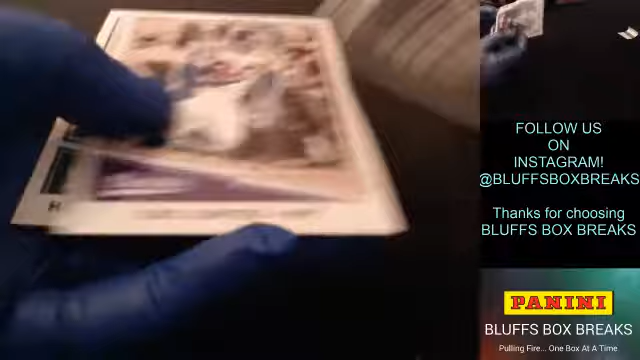 FOLLOW US
ON
INSTAGRAM!
@BLUFFSBOXBREAKS
Thanks for choosing
BLUFFS BOX BREAKS
PANINI
BLUFFS BOX BREAKS
Pulling Fire... One Box At A Time